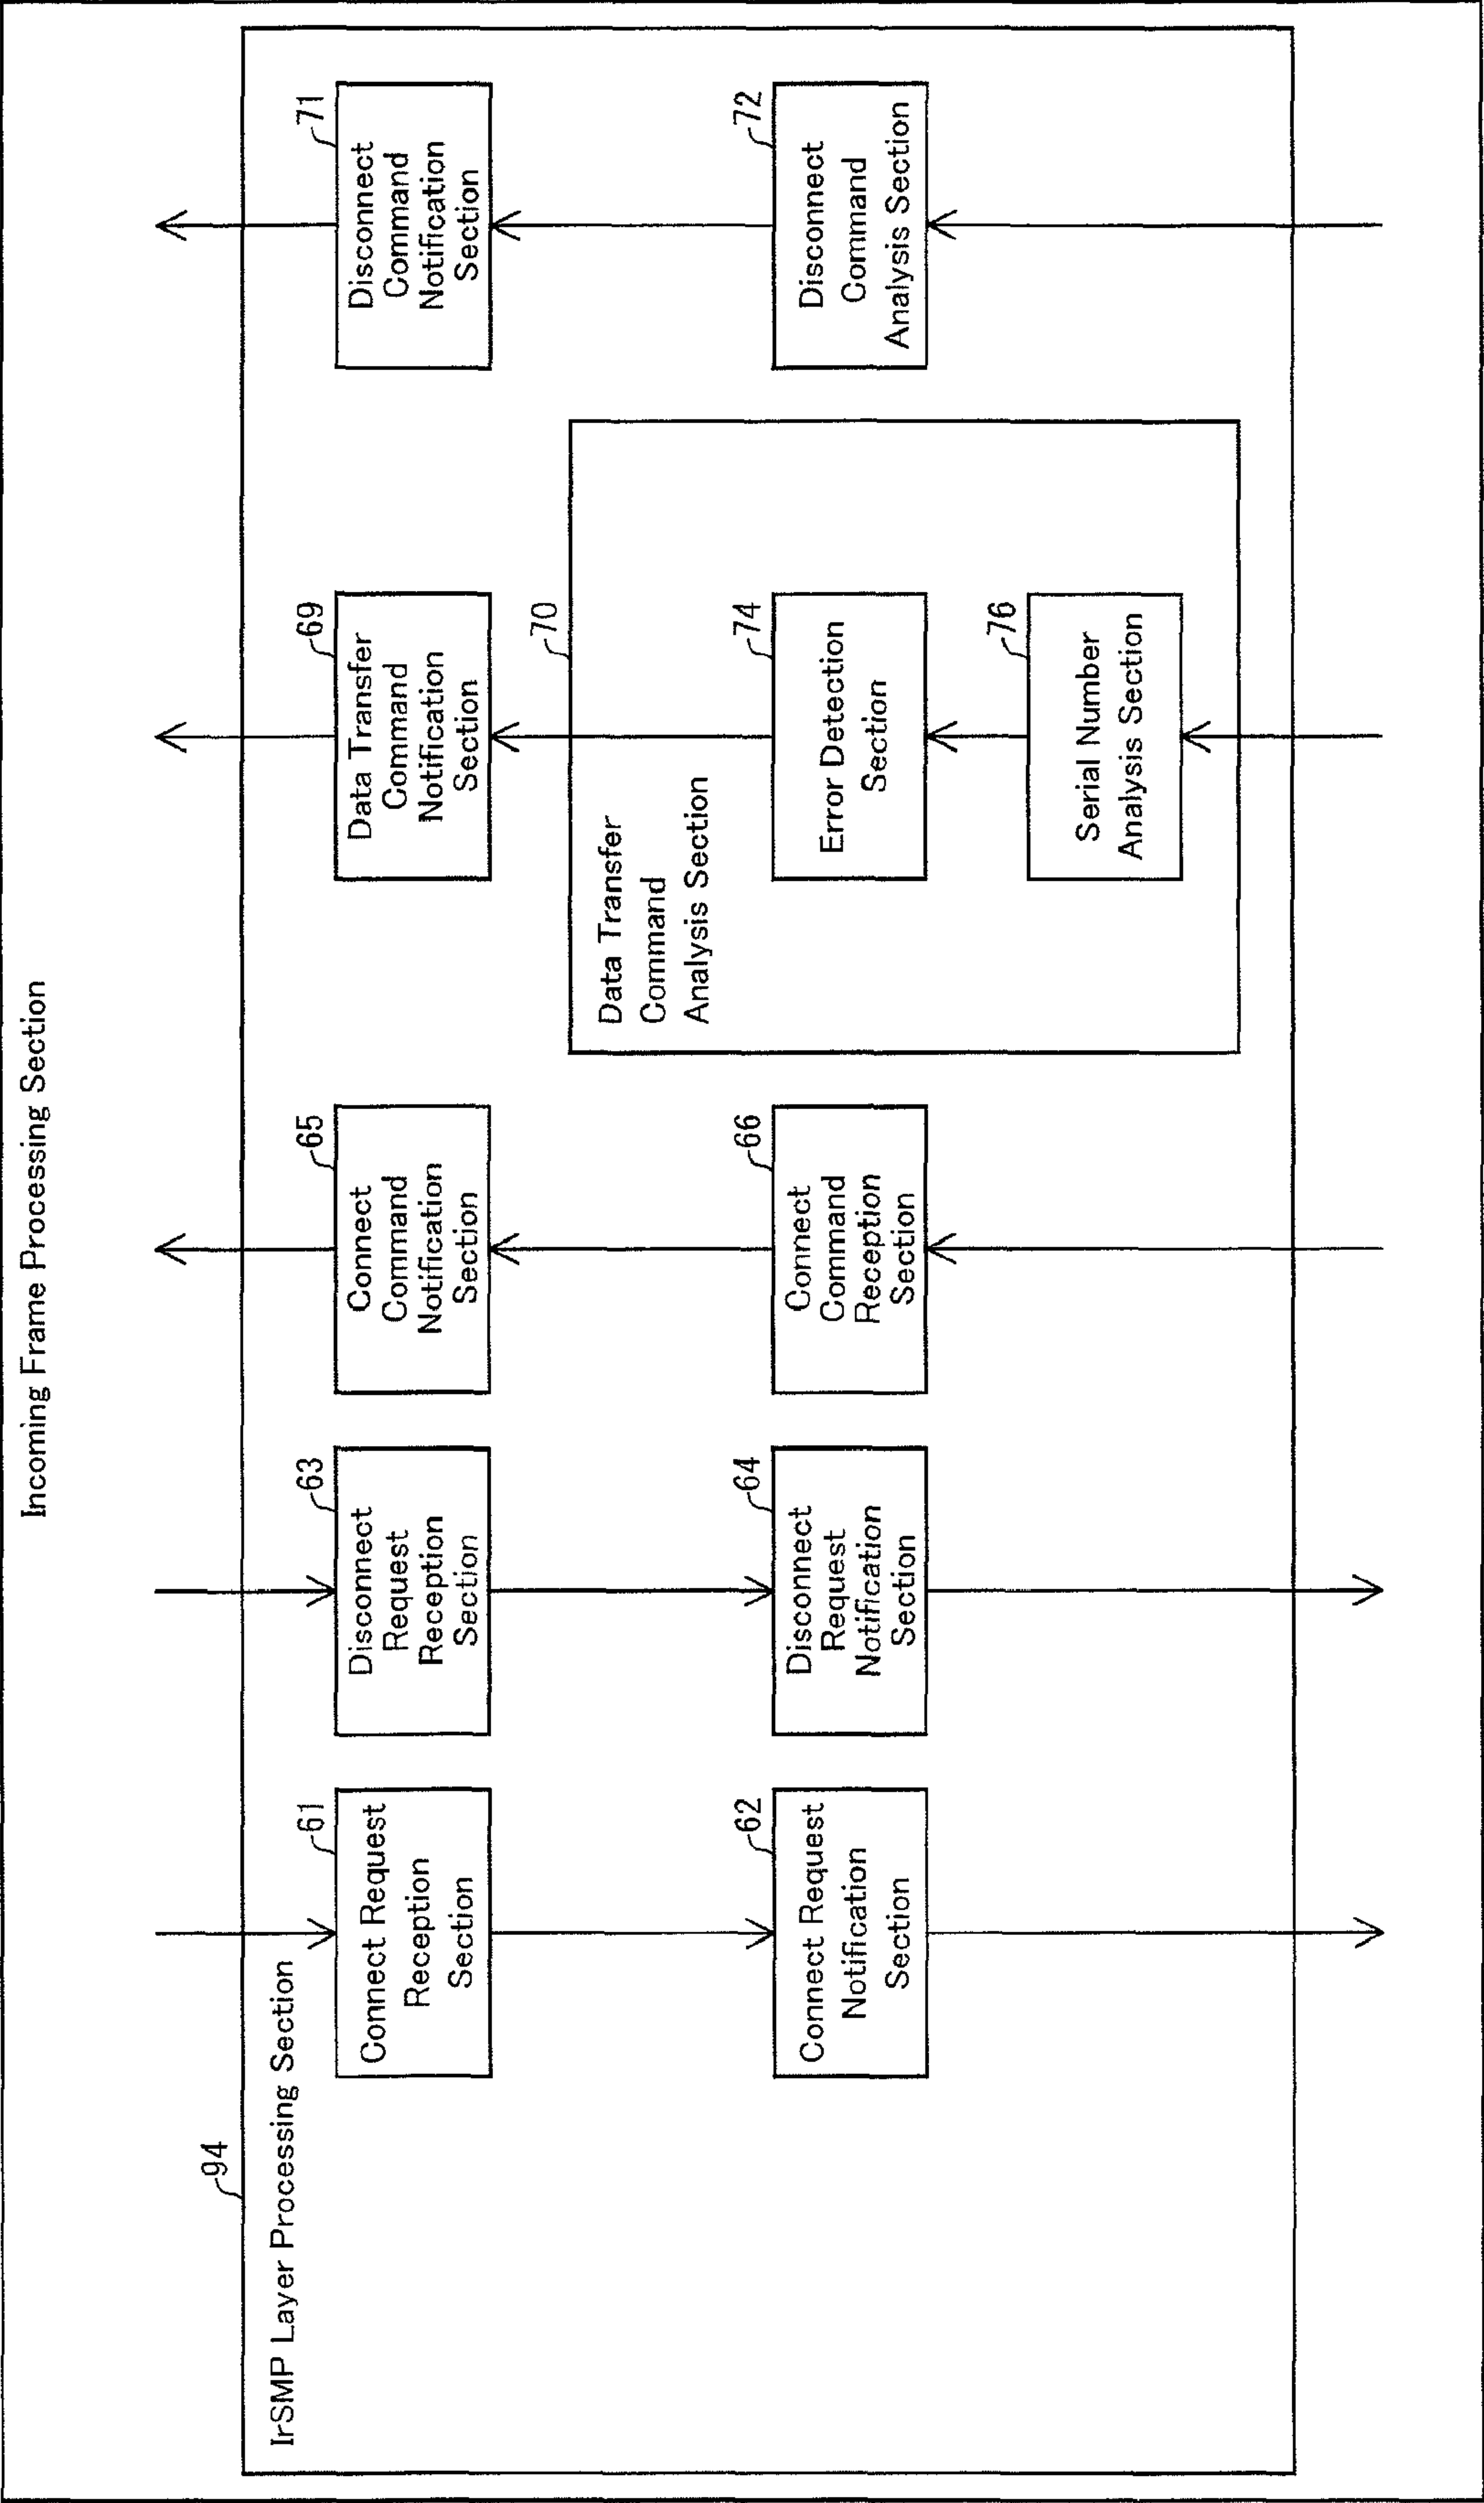 Incoming Frame Processing Section
94
IrSMP Layer Processing Section
61
Connect Request
Reception
Section
63
Disconnect
Request
Reception
Section
65
Connect
Command
Notification
Section
69
Data Transfer
Command
Notification
Section
71
Disconnect
Command
Notification
Section
70
Data Transfer
Command
Analysis Section
62
Connect Request
Notification
Section
64
Disconnect
Request
Notification
Section
66
Connect
Command
Reception
Section
74
Error Detection
Section
72
Disconnect
Command
Analysis Section
76
Serial Number
Analysis Section